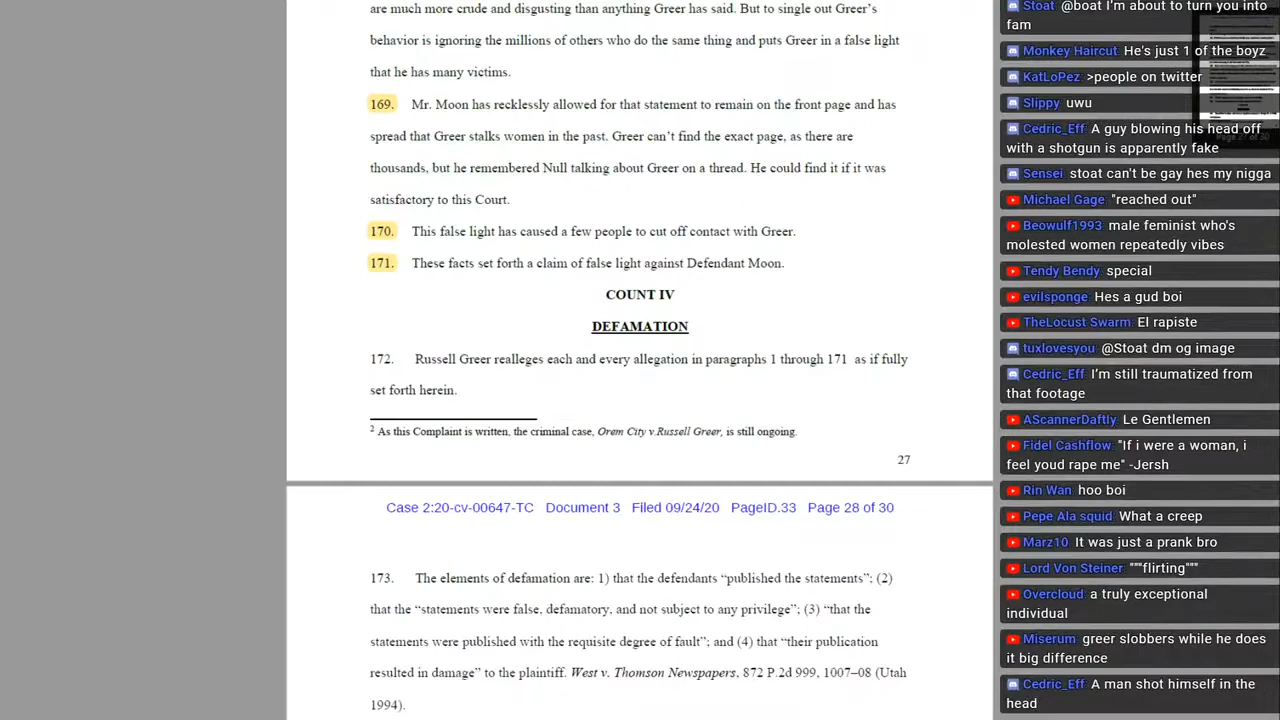 are much more crude and disgusting than anything Greer has said. But to single out Greer's
behavior is ignoring the millions of others who do the same thing and puts Greer in a false light
that he has many victims.
169. Mr. Moon has recklessly allowed for that statement to remain on the front page and has
spread that Greer stalks women in the past. Greer can't find the exact page, as there are
thousands, but he remembered Null talking about Greer on a thread. He could find it if it was
satisfactory to this Court.
170. This false light has caused a few people to cut off contact with Greer.
171. These facts set forth a claim of false light against Defendant Moon.
COUNT IV
DEFAMATION
172. Russell Greer realleges each and every allegation in paragraphs 1 through 171 as if fully
set forth herein.
2 As this Complaint is written, the criminal case, Orem City v.Russell Greer, is still ongoing.
27
Case 2:20-cv-00647-TC Document 3 Filed 09/24/20 PageID.33 Page 28 of 30
173. The elements of defamation are: 1) that the defendants “published the statements”; (2)
that the “statements were false, defamatory, and not subject to any privilege”; (3) “that the
statements were published with the requisite degree of fault”; and (4) that “their publication
resulted in damage” to the plaintiff. West v. Thomson Newspapers, 872 P.2d 999, 1007–08 (Utah
1994).
Stoat @boat I'm about to turn you into
fam
Monkey Haircut: He's just 1 of the boyz
KatLoPez: >people on twitter
Slippy: uwu
Cedric_Eff: A guy blowing his head off
with a shotgun is apparently fake
Sensei: stoat can't be gay hes my nigga
Michael Gage: "reached out"
Beowulf1993: male feminist who's
molested women repeatedly vibes
Tendy Bendy: special
evilsponge: Hes a gud boi
TheLocust Swarm: El rapiste
tuxlovesyou: @Stoat dm og image
Cedric_Eff: I'm still traumatized from
that footage
AScannerDaftly: Le Gentlemen
Fidel Cashflow: "If i were a woman, i
feel youd rape me" -Jersh
Rin Wan: hoo boi
Pepe Ala squid: What a creep
Marz10: It was just a prank bro
Lord Von Steiner: """flirting"""
Overcloud: a truly exceptional
individual
Miserum: greer slobbers while he does
it big difference
Cedric_Eff: A man shot himself in the
head